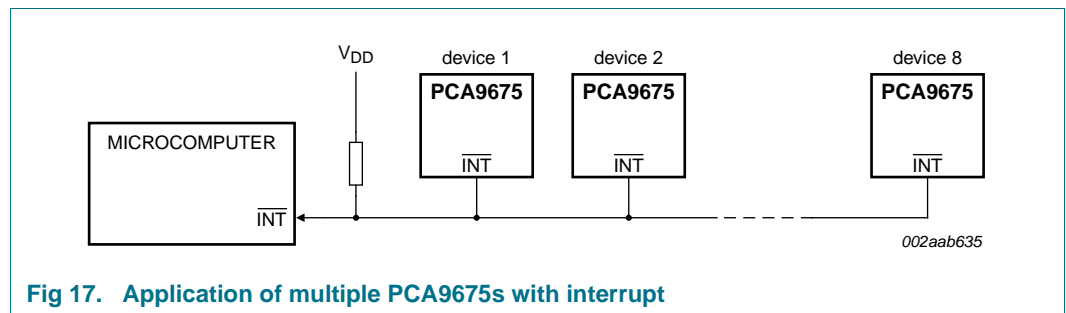 V_DD
device 1
device 2
device 8
PCA9675
PCA9675
PCA9675
MICROCOMPUTER
INT
INT
INT
INT
002aab635
Fig 17. Application of multiple PCA9675s with interrupt